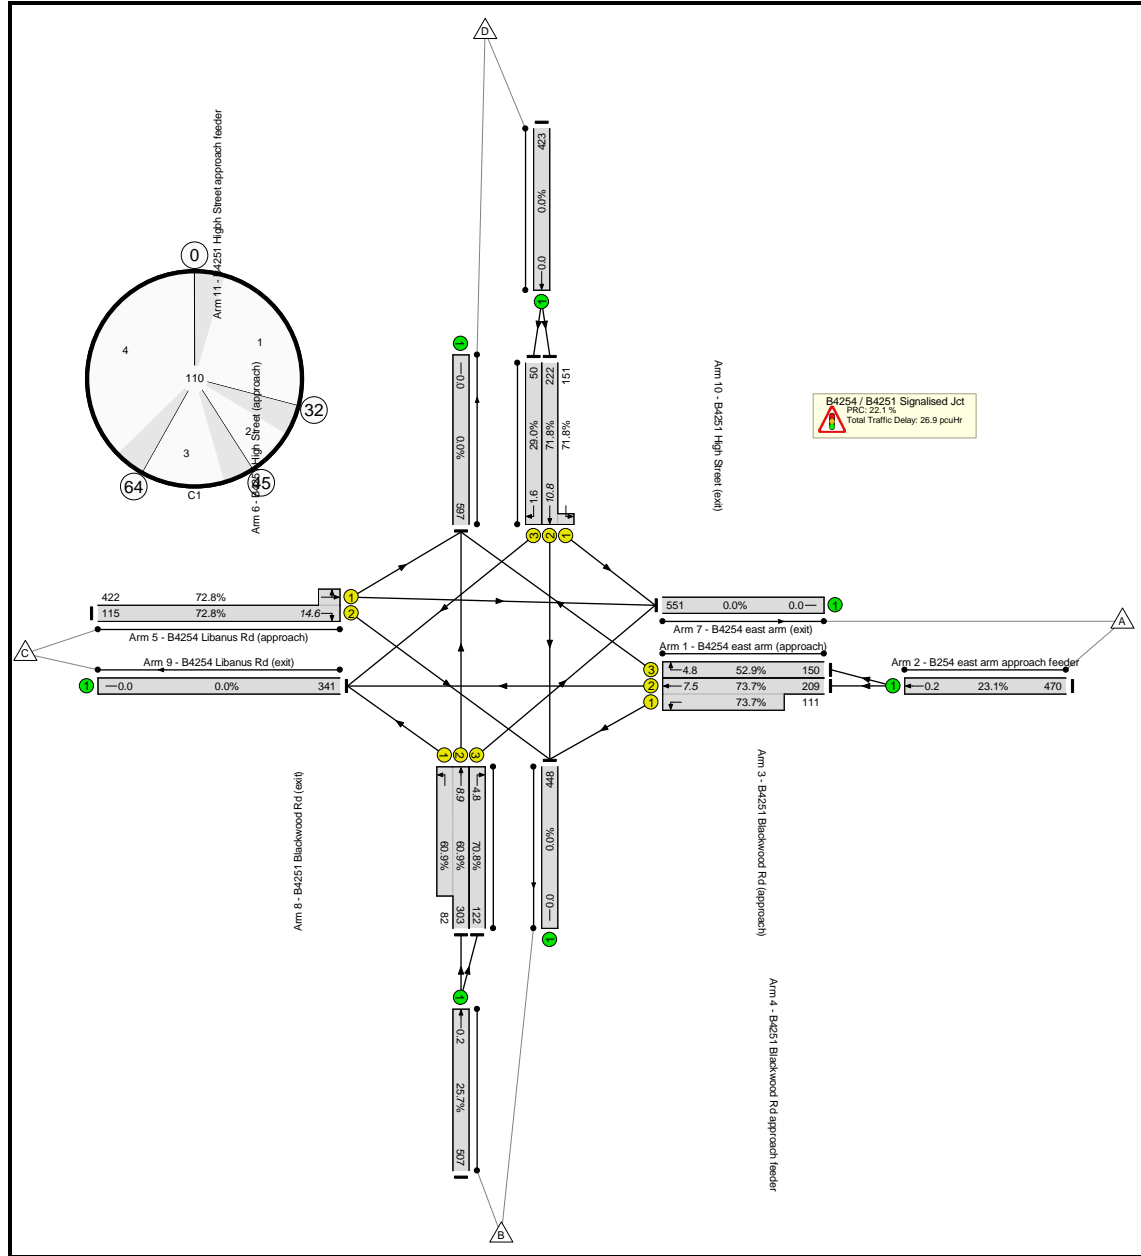 D
423
0.0%
0.0
1
Arm 11 - B4251 Higbh Street approach feeder
0
4
1
110
32
2
3
64
45
C1
Arm 6 - B4251 High Street (approach)
1
0.0
0.0%
597
50
222
151
29.0%
71.8%
71.8%
1.6
10.8
3
2
1
Arm 10 - B4251 High Street (exit)
B4254 / B4251 Signalised Jct
PRC: 22.1 %
Total Traffic Delay: 26.9 pcuHr
422 72.8% 1
115 72.8% 14.6 2
Arm 5 - B4254 Libanus Rd (approach)
C
Arm 9 - B4254 Libanus Rd (exit)
1 0.0 0.0% 341
551 0.0% 0.0 1
Arm 7 - B4254 east arm (exit)
A
Arm 1 - B4254 east arm (approach)
3 4.8 52.9% 150
2 7.5 73.7% 209
1 73.7% 111
Arm 2 - B254 east arm approach feeder
1 0.2 23.1% 470
1
2
3
8.9
4.8
60.9%
60.9%
70.8%
82
303
122
448
0.0%
0.0
1
Arm 8 - B4251 Blackwood Rd (exit)
Arm 3 - B4251 Blackwood Rd (approach)
1
0.2
25.7%
507
Arm 4 - B4251 Blackwood Rd approach feeder
B